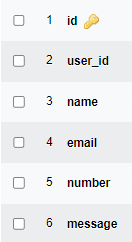 1 id
2 user_id
3 name
4 email
5 number
6 message